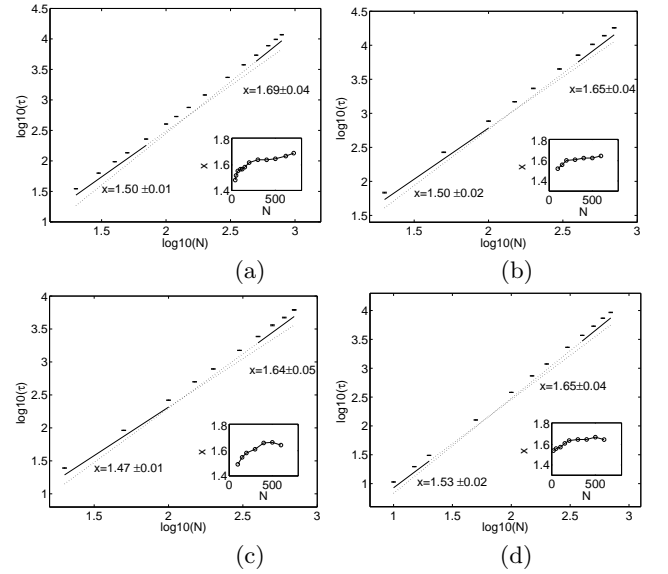 4.5
4
3.5
3
2.5
2
1.5
1
log10(τ)
x=1.69±0.04
x=1.50 ±0.01
1.8
1.6
1.4
x
0 500
N
1.5 2 2.5 3
log10(N)
(a)
4.5
4
3.5
3
2.5
2
1.5
log10(τ)
x=1.65±0.04
x=1.50 ±0.02
1.8
1.6
1.4
x
0 500
N
1.5 2 2.5 3
log10(N)
(b)
4
3.5
3
2.5
2
1.5
1
log10(τ)
x=1.64±0.05
x=1.47 ±0.01
1.8
1.6
1.4
x
0 500
N
1.5 2 2.5 3
log10(N)
(c)
4
3.5
3
2.5
2
1.5
1
log10(τ)
x=1.65±0.04
x=1.53 ±0.02
1.8
1.6
1.4
x
0 500
N
1 1.5 2 2.5 3
log10(N)
(d)